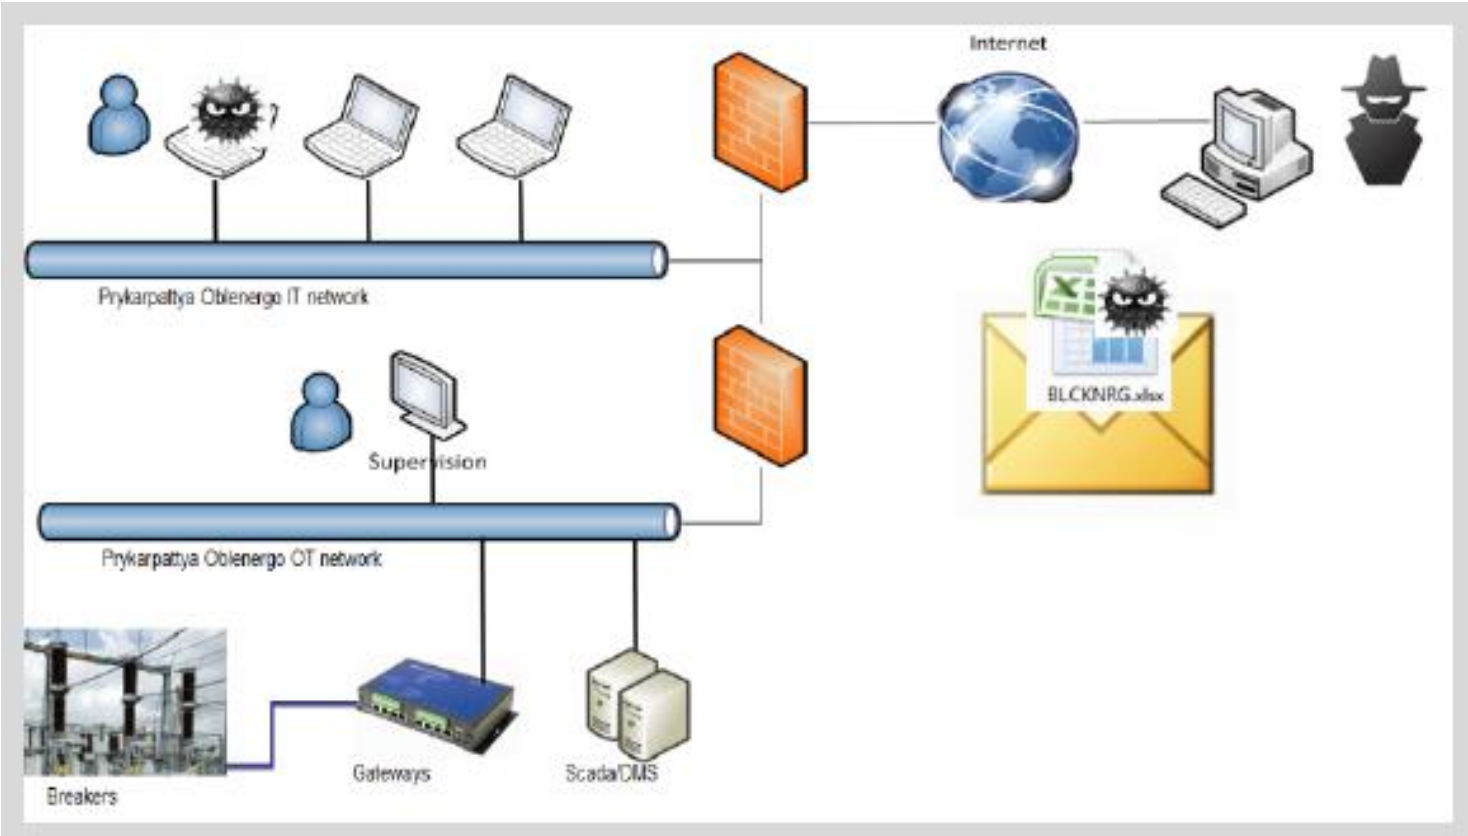 Internet
Prykarpattya Oblenergo IT network
BLCKNRG.xlsx
Supervision
Prykarpattya Oblenergo OT network
Gateways
Scada/DMS
Breakers